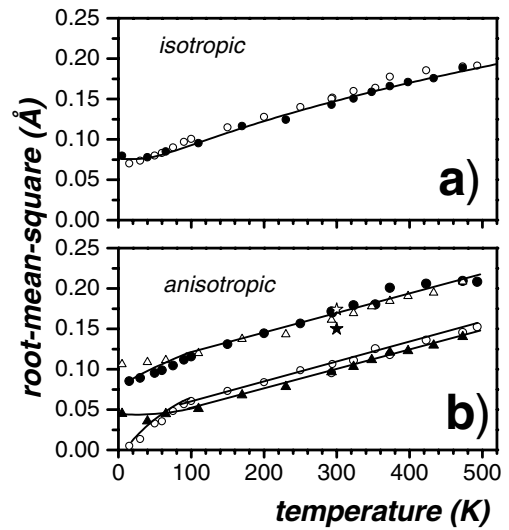 root-mean-square (Å)
0.25
0.20
0.15
0.10
0.05
0.00
isotropic
a)
0.25
0.20
0.15
0.10
0.05
0.00
anisotropic
b)
0 100 200 300 400 500
temperature (K)